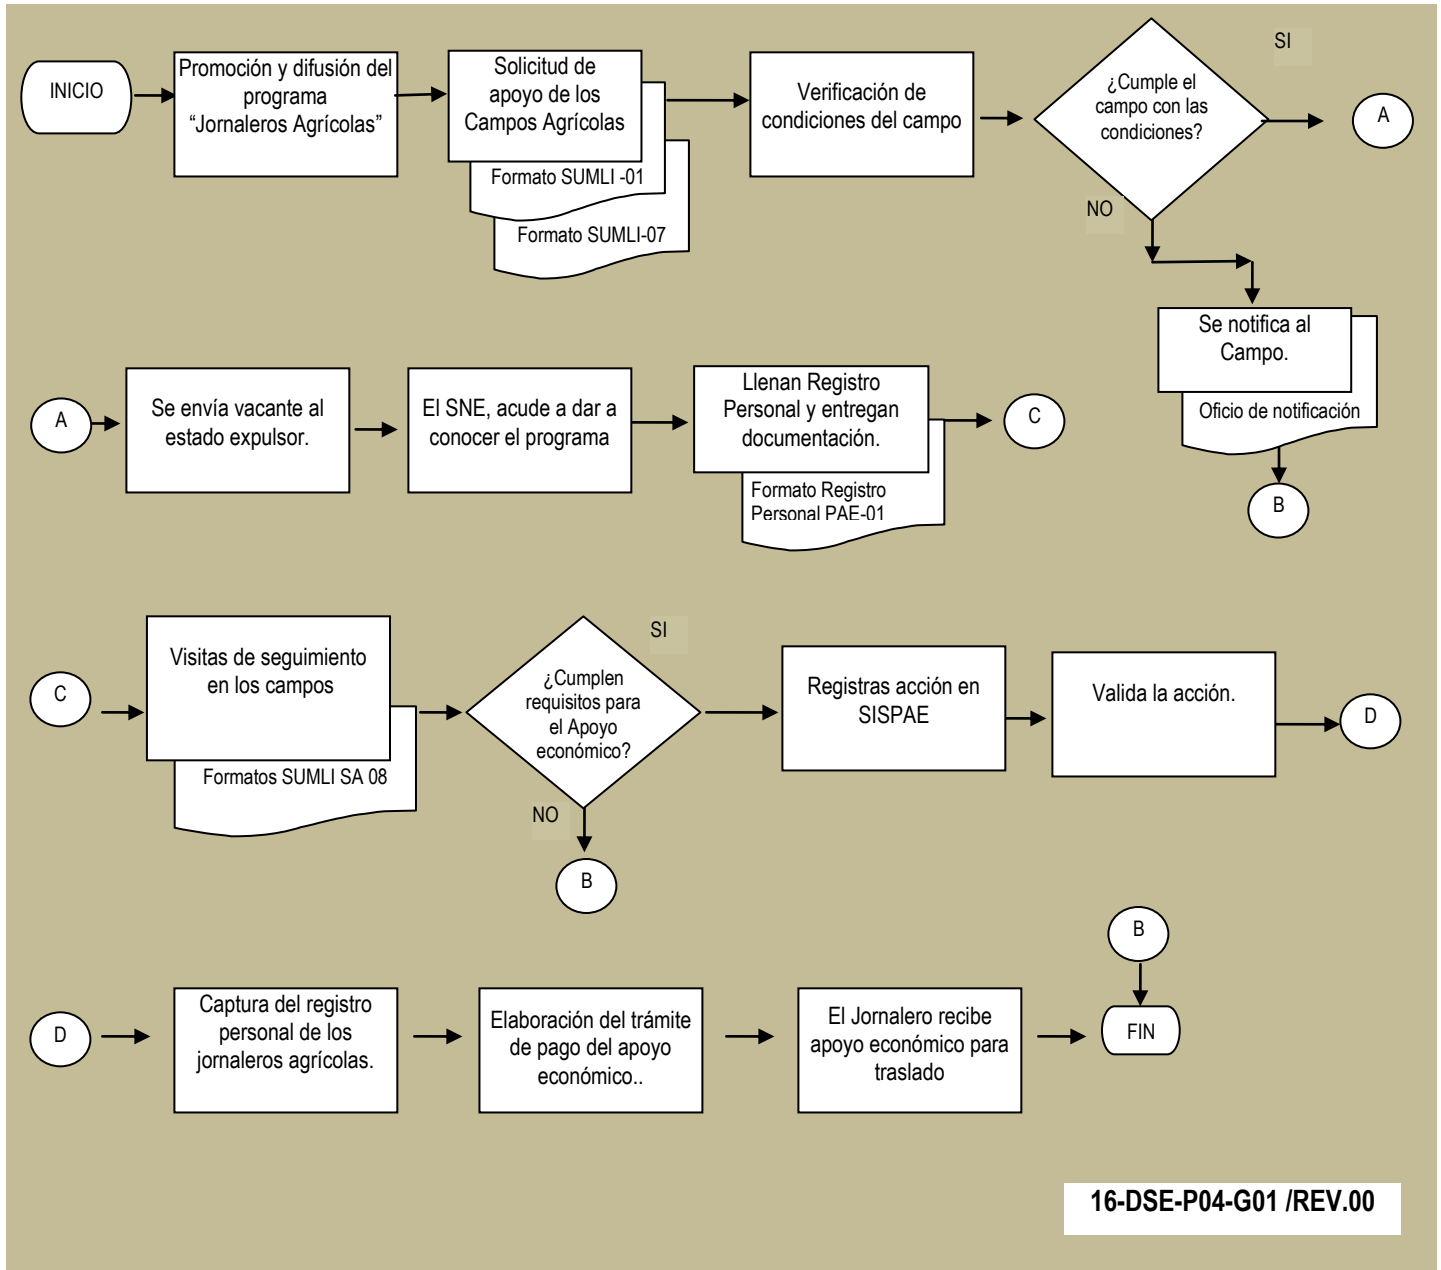 INICIO
Promoción y difusión del
programa
“Jornaleros Agrícolas”
Solicitud de
apoyo de los
Campos Agrícolas
Formato SUMLI -01
Formato SUMLI-07
Verificación de
condiciones del campo
¿Cumple el
campo con las
condiciones?
SI
A
NO
Se notifica al
Campo.
Oficio de notificación
B
A
Se envía vacante al
estado expulsor.
El SNE, acude a dar a
conocer el programa
Llenan Registro
Personal y entregan
documentación.
Formato Registro
Personal PAE-01
C
C
Visitas de seguimiento
en los campos
Formatos SUMLI SA 08
¿Cumplen
requisitos para
el Apoyo
económico?
SI
NO
B
Registras acción en
SISPAE
Valida la acción.
D
D
Captura del registro
personal de los
jornaleros agrícolas.
Elaboración del trámite
de pago del apoyo
económico..
El Jornalero recibe
apoyo económico para
traslado
B
FIN
16-DSE-P04-G01 /REV.00